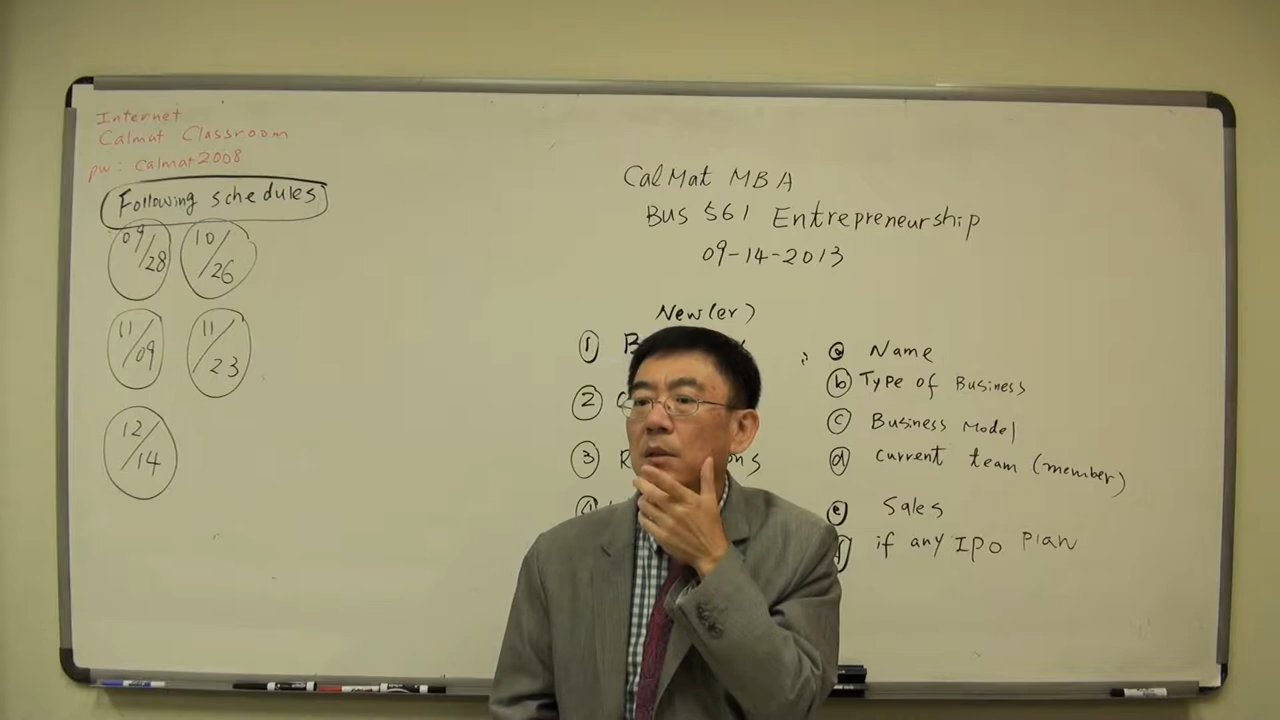 Internet
Calmat Classroom
pw: Calmat2008
Following schedules
09/28
10/26
11/09
11/23
12/14
CalMat MBA
Bus 561 Entrepreneurship
09-14-2013
New(er)
1
2
3
a Name
b Type of Business
c Business Model
d Current team (member)
e Sales
f if any IPO Plan